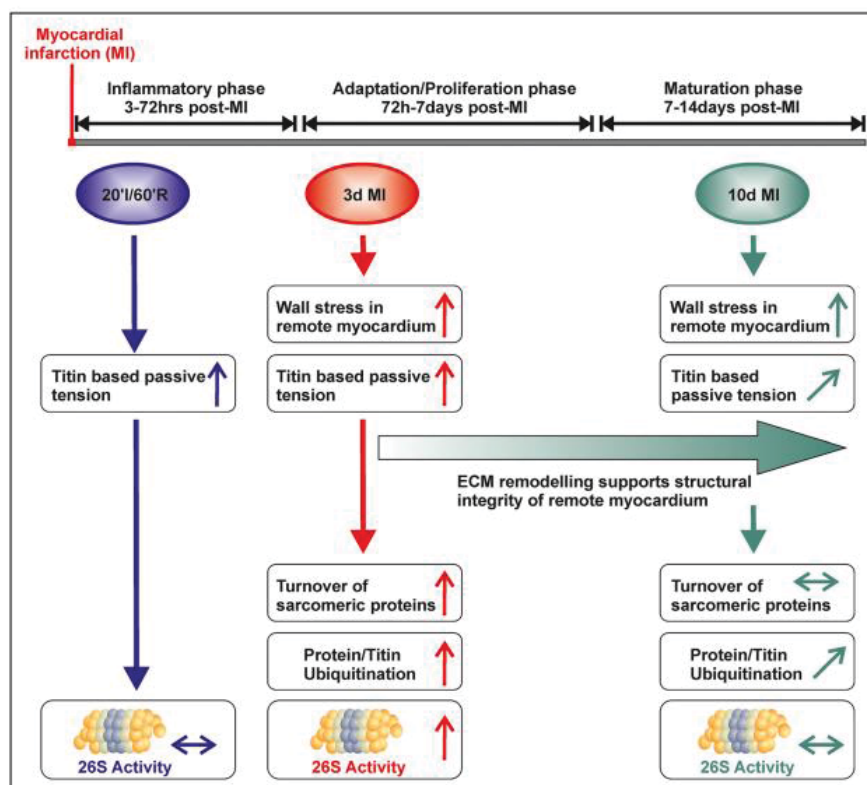 Myocardial
infarction (MI)
Inflammatory phase
3-72hrs post-MI
Adaptation/Proliferation phase
72h-7days post-MI
Maturation phase
7-14days post-MI
20'I/60'R
3d MI
10d MI
Wall stress in
remote myocardium
Wall stress in
remote myocardium
Titin based passive
tension
Titin based passive
tension
Titin based
passive tension
ECM remodelling supports structural
integrity of remote myocardium
Turnover of
sarcomeric proteins
Turnover of
sarcomeric proteins
Protein/Titin
Ubiquitination
Protein/Titin
Ubiquitination
26S Activity
26S Activity
26S Activity